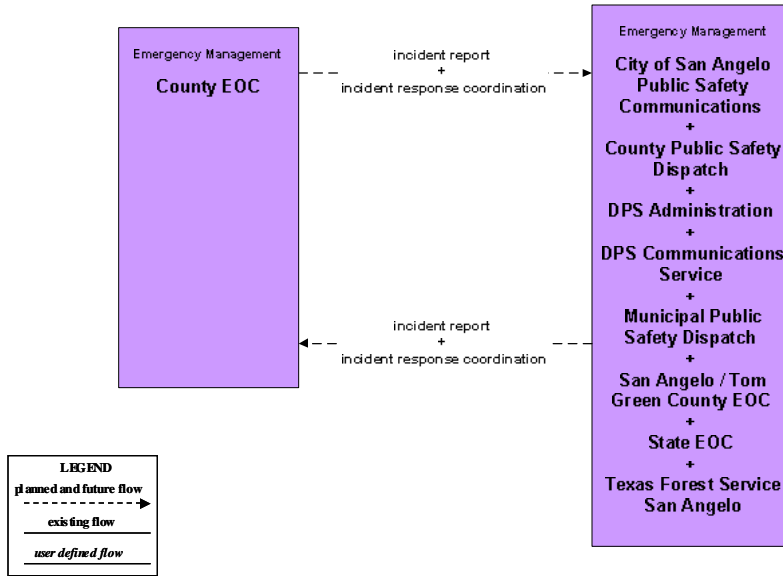 Emergency Management
County EOC
incident report
+
incident response coordination
incident report
+
incident response coordination
Emergency Management
City of San Angelo
Public Safety
Communications
+
County Public Safety
Dispatch
+
DPS Administration
+
DPS Communications
Service
+
Municipal Public
Safety Dispatch
+
San Angelo / Tom
Green County EOC
+
State EOC
+
Texas Forest Service
San Angelo
LEGEND
planned and future flow
existing flow
user defined flow